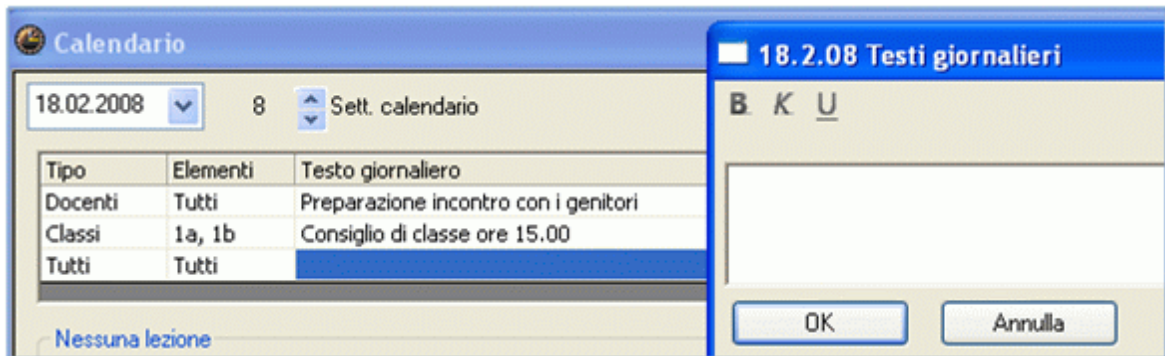 Calendario
18.02.2008 8 Sett. calendario
Tipo Elementi Testo giornaliero
Docenti Tutti Preparazione incontro con i genitori
Classi 1a, 1b Consiglio di classe ore 15.00
Tutti Tutti
Nessuna lezione
18.2.08 Testi giornalieri
B K U
OK Annulla